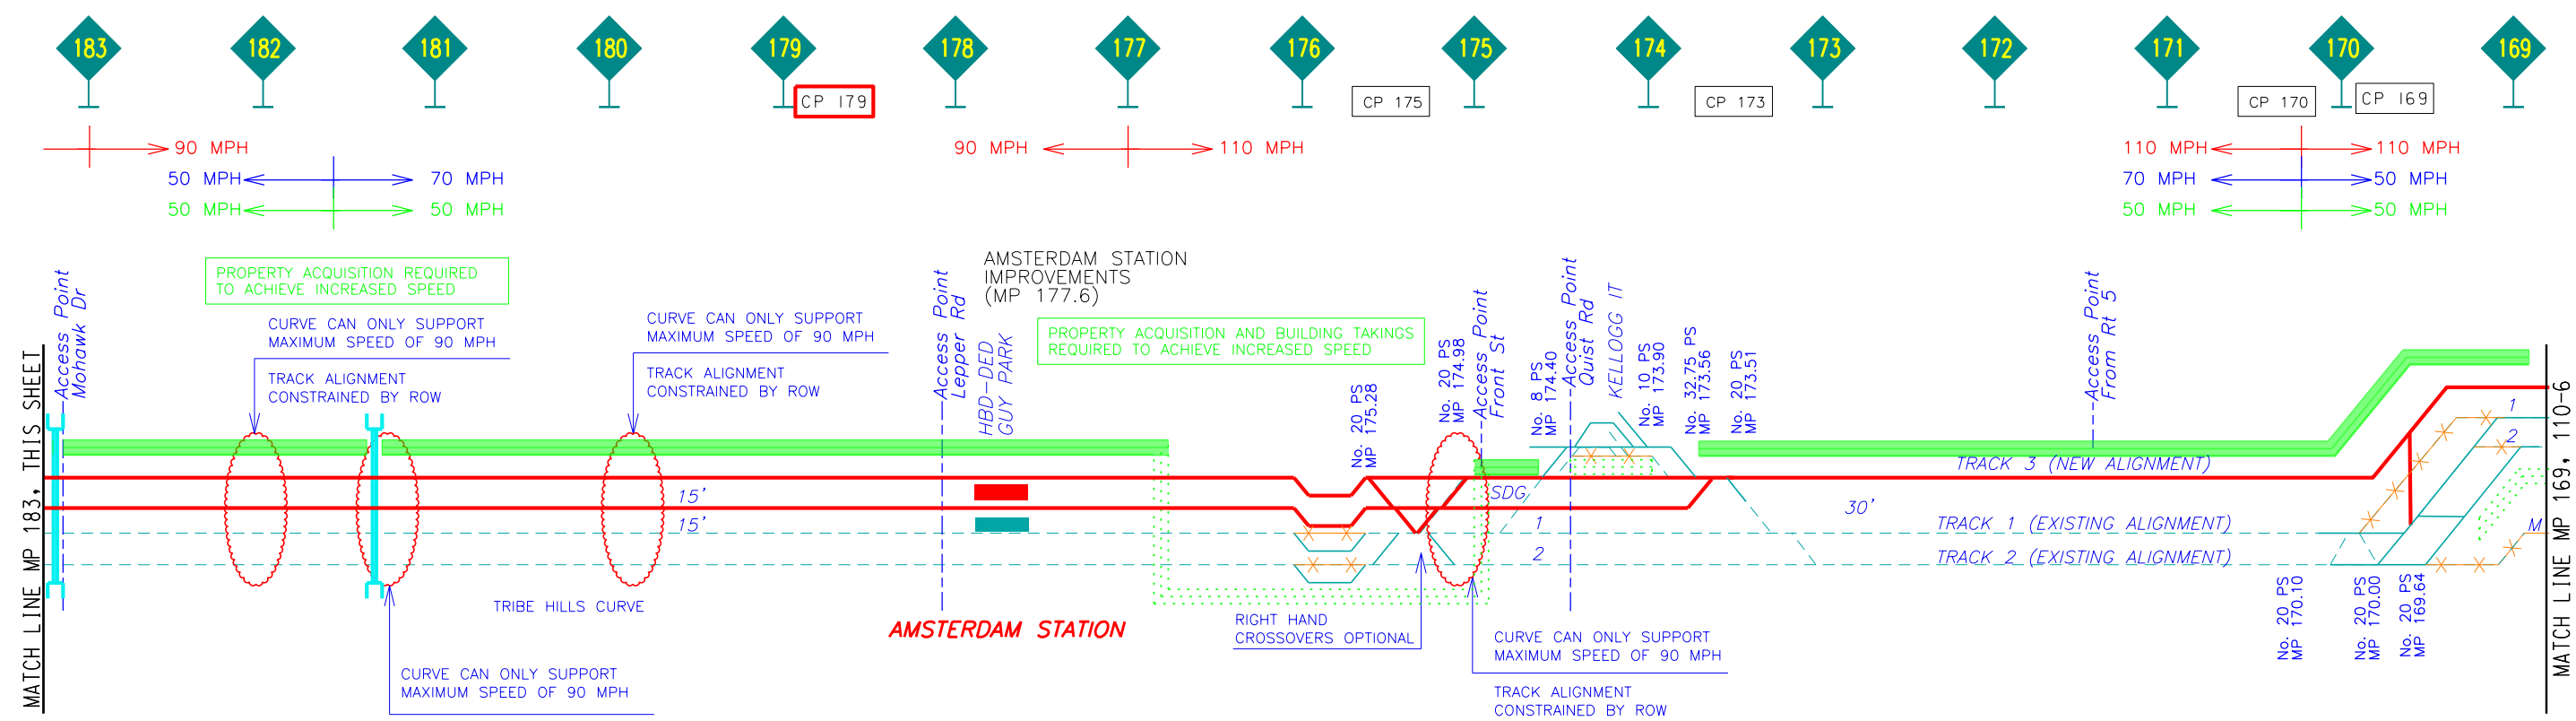 183
182
181
180
179
178
177
176
175
174
173
172
171
170
169
CP 179
CP 175
CP 173
CP 170
CP 169
90 MPH
90 MPH
110 MPH
110 MPH
110 MPH
50 MPH
70 MPH
70 MPH
50 MPH
50 MPH
50 MPH
50 MPH
50 MPH
PROPERTY ACQUISITION REQUIRED
TO ACHIEVE INCREASED SPEED
AMSTERDAM STATION
IMPROVEMENTS
(MP 177.6)
PROPERTY ACQUISITION AND BUILDING TAKINGS
REQUIRED TO ACHIEVE INCREASED SPEED
MATCH LINE MP 183, THIS SHEET
Access Point
Mohawk Dr
CURVE CAN ONLY SUPPORT
MAXIMUM SPEED OF 90 MPH
TRACK ALIGNMENT
CONSTRAINED BY ROW
CURVE CAN ONLY SUPPORT
MAXIMUM SPEED OF 90 MPH
TRACK ALIGNMENT
CONSTRAINED BY ROW
Access Point
Lepper Rd
HBD-DED
GUY PARK
No. 20 PS
MP 175.28
No. 20 PS
MP 174.98
Access Point
Front St
No. 8 PS
MP 174.40
Access Point
Quist Rd
KELLOGG IT
No. 10 PS
MP 173.90
No. 32.75 PS
MP 173.56
No. 20 PS
MP 173.51
Access Point
From Rt 5
15'
15'
SDG
1
2
30'
TRACK 3 (NEW ALIGNMENT)
TRACK 1 (EXISTING ALIGNMENT)
TRACK 2 (EXISTING ALIGNMENT)
1
2
M
TRIBE HILLS CURVE
AMSTERDAM STATION
RIGHT HAND
CROSSOVERS OPTIONAL
CURVE CAN ONLY SUPPORT
MAXIMUM SPEED OF 90 MPH
CURVE CAN ONLY SUPPORT
MAXIMUM SPEED OF 90 MPH
TRACK ALIGNMENT
CONSTRAINED BY ROW
No. 20 PS
MP 170.10
No. 20 PS
MP 170.00
No. 20 PS
MP 169.64
MATCH LINE MP 169, 110-6